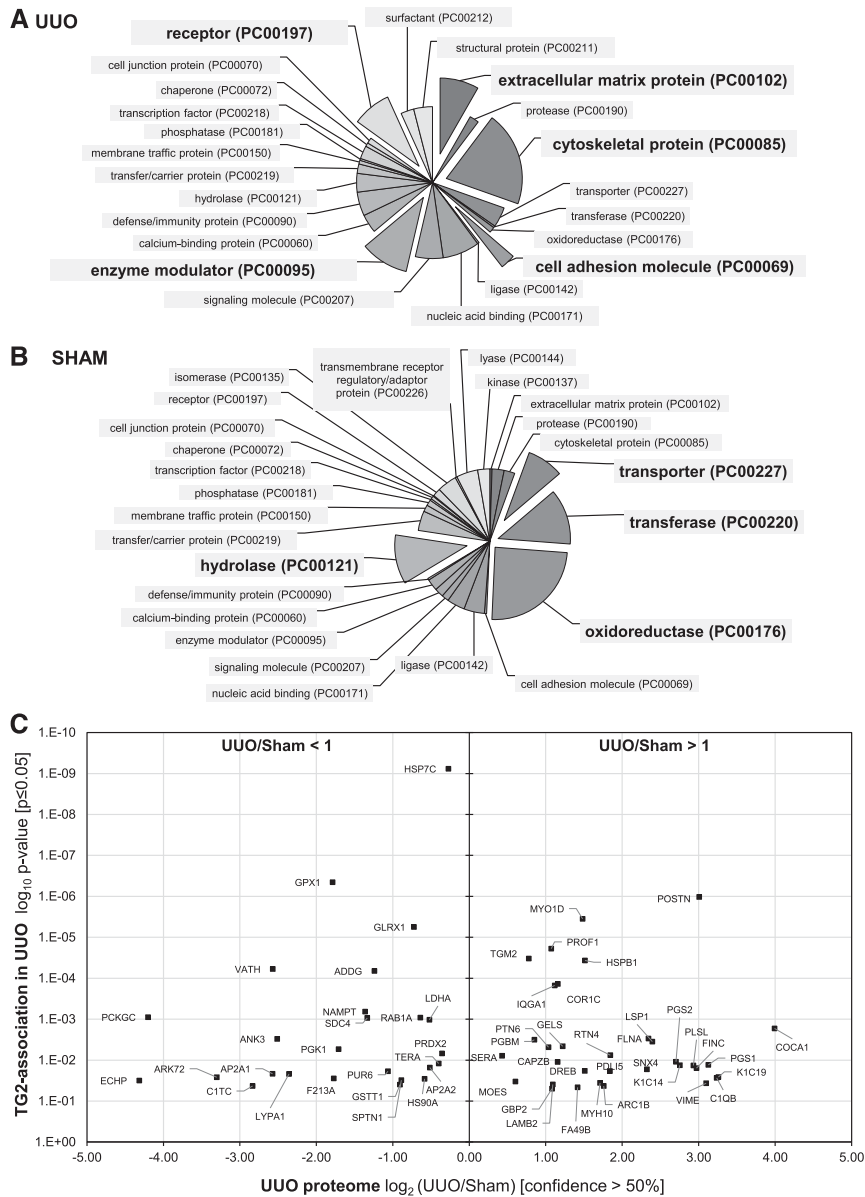 A UUO
receptor (PC00197)
surfactant (PC00212)
structural protein (PC00211)
cell junction protein (PC00070)
chaperone (PC00072)
transcription factor (PC00218)
phosphatase (PC00181)
membrane traffic protein (PC00150)
transfer/carrier protein (PC00219)
hydrolase (PC00121)
defense/immunity protein (PC00090)
calcium-binding protein (PC00060)
enzyme modulator (PC00095)
signaling molecule (PC00207)
extracellular matrix protein (PC00102)
protease (PC00190)
cytoskeletal protein (PC00085)
transporter (PC00227)
transferase (PC00220)
oxidoreductase (PC00176)
cell adhesion molecule (PC00069)
ligase (PC00142)
nucleic acid binding (PC00171)
B SHAM
isomerase (PC00135)
receptor (PC00197)
transmembrane receptor
regulatory/adaptor
protein (PC00226)
lyase (PC00144)
kinase (PC00137)
extracellular matrix protein (PC00102)
protease (PC00190)
cytoskeletal protein (PC00085)
cell junction protein (PC00070)
chaperone (PC00072)
transcription factor (PC00218)
phosphatase (PC00181)
membrane traffic protein (PC00150)
transfer/carrier protein (PC00219)
hydrolase (PC00121)
defense/immunity protein (PC00090)
calcium-binding protein (PC00060)
enzyme modulator (PC00095)
signaling molecule (PC00207)
nucleic acid binding (PC00171)
ligase (PC00142)
transporter (PC00227)
transferase (PC00220)
oxidoreductase (PC00176)
cell adhesion molecule (PC00069)
C
TG2-association in UUO log10 p-value [p≤0.05]
1.E-10
1.E-09
1.E-08
1.E-07
1.E-06
1.E-05
1.E-04
1.E-03
1.E-02
1.E-01
1.E+00
UUO/Sham < 1
UUO/Sham > 1
HSP7C
GPX1
GLRX1
VATH
ADDG
PCKGC
NAMPT
SDC4
RAB1A
LDHA
ANK3
PGK1
PRDX2
TERA
ARK72
AP2A1
PUR6
ECHP
C1TC
LYPA1
F213A
GSTT1
SPTN1
HS90A
AP2A2
POSTN
MYO1D
PROF1
TGM2
HSPB1
IQGA1
COR1C
PTN6
GELS
LSP1
PGS2
COCA1
PGBM
RTN4
FLNA
PLSL
FINC
SERA
CAPZB
DREB
PDLI5
SNX4
PGS1
K1C14
K1C19
MOES
GBP2
LAMB2
FA49B
MYH10
ARC1B
VIME
C1QB
-5.00 -4.00 -3.00 -2.00 -1.00 0.00 1.00 2.00 3.00 4.00 5.00
UUO proteome log2 (UUO/Sham) [confidence > 50%]